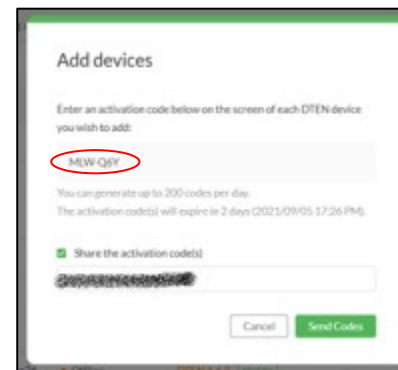 Add devices
Enter an activation code below on the screen of each DTEN device
you wish to add:
MLW-Q6Y
You can generate up to 200 codes per day.
The activation code(s) will expire in 2 days (2021/09/05 17:26 PM).
Share the activation code(s)
Cancel
Send Codes
Offline